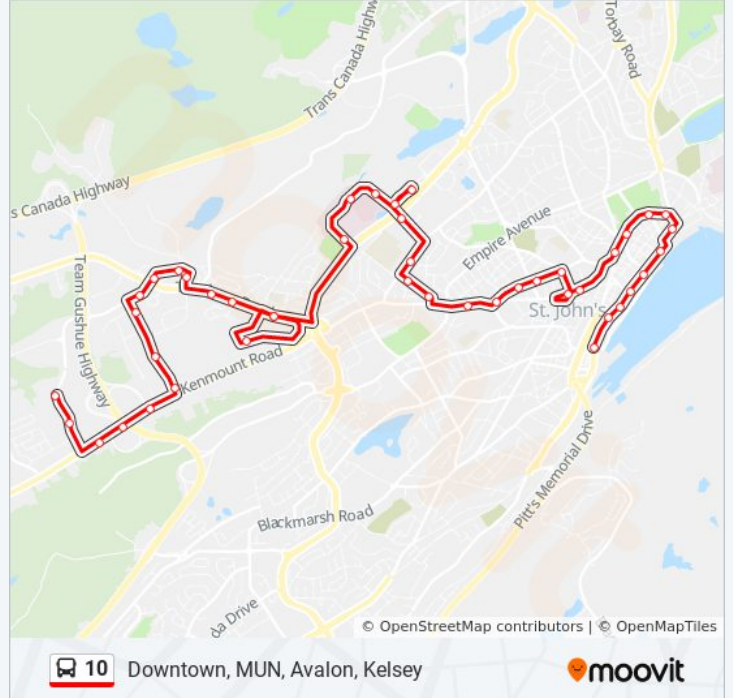 Torbay Road
Trans Canada Highw
s Canada Highway
Empire Avenue
Team Gushue Highway
St. John's
Kenmount Road
Pitt's Memorial Drive
Blackmarsh Road
da Drive
© OpenStreetMap contributors | © OpenMapTiles
10 Downtown, MUN, Avalon, Kelsey moovit